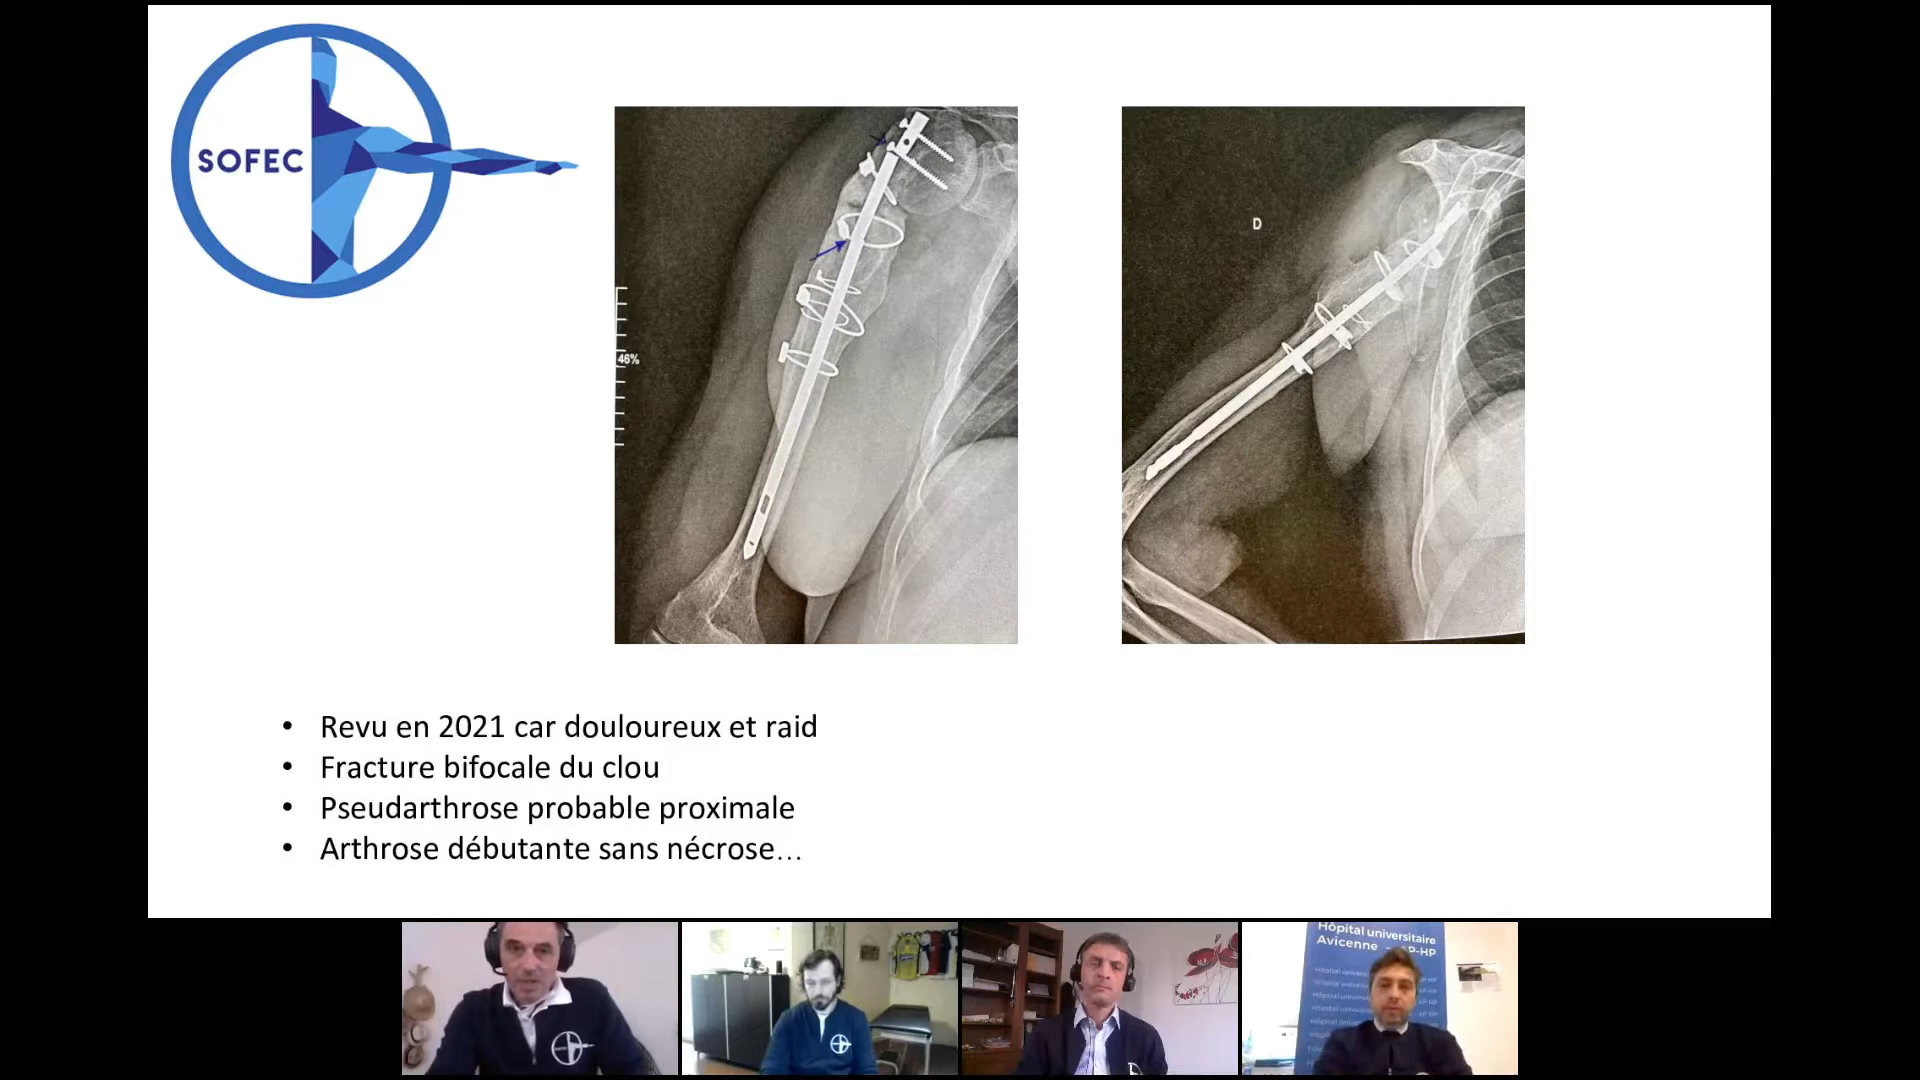 SOFEC
46%
D
• Revu en 2021 car douloureux et raid
• Fracture bifocale du clou
• Pseudarthrose probable proximale
• Arthrose débutante sans nécrose…
Hôpital universitaire
Avicenne